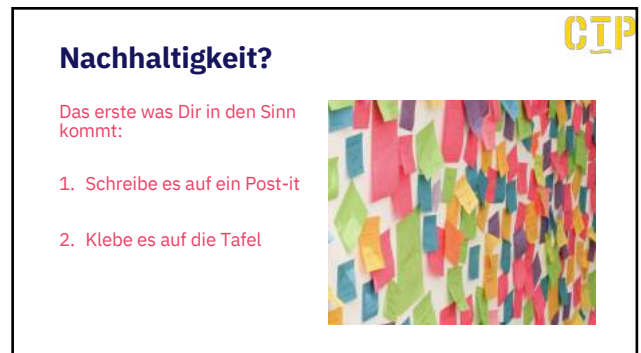 CTP
Nachhaltigkeit?
Das erste was Dir in den Sinn
kommt:
1. Schreibe es auf ein Post-it
2. Klebe es auf die Tafel